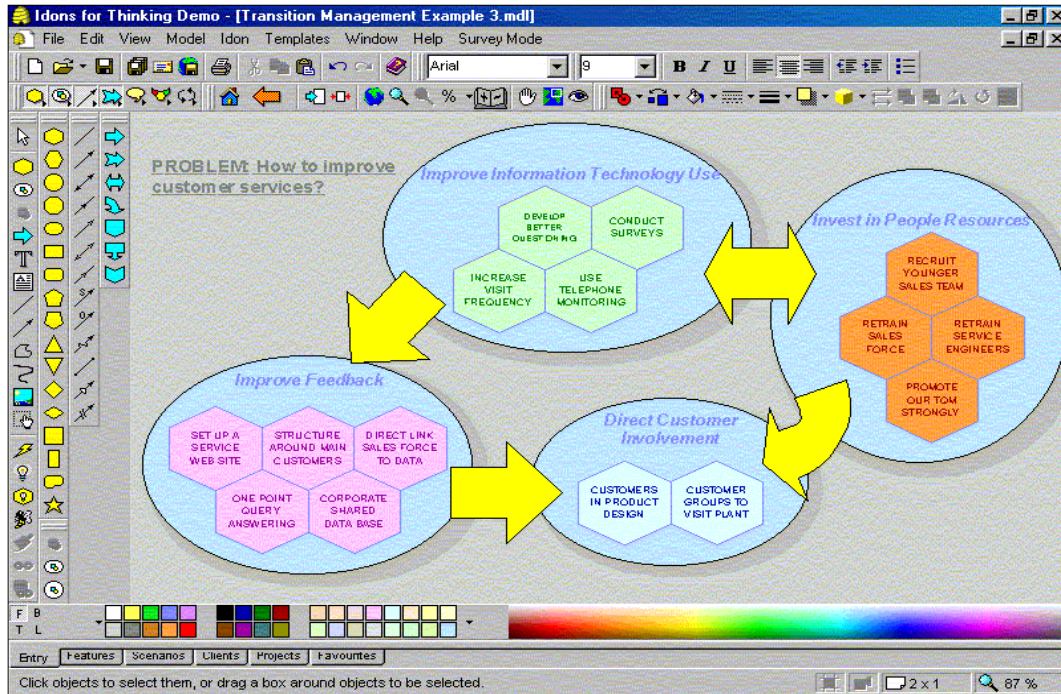 Idons for Thinking Demo - [Transition Management Example 3.mdl]
File Edit View Model Idon Templates Window Help Survey Mode
Arial 9 B I U
%
PROBLEM: How to improve
customer services?
Improve Information Technology Use
DEVELOP
BETTER
QUESTIONING
CONDUCT
SURVEYS
INCREASE
VISIT
FREQUENCY
USE
TELEPHONE
MONITORING
Invest in People Resources
RECRUIT
YOUNGER
SALES TEAM
RETRAIN
SALES
FORCE
RETRAIN
SERVICE
ENGINEERS
PROMOTE
OUR TQM
STRONGLY
Improve Feedback
SET UP A
SERVICE
WEB SITE
STRUCTURE
AROUND MAIN
CUSTOMERS
DIRECT LINK
SALES FORCE
TO DATA
ONE POINT
QUERY
ANSWERING
CORPORATE
SHARED
DATA BASE
Direct Customer
Involvement
CUSTOMERS
IN PRODUCT
DESIGN
CUSTOMER
GROUPS TO
VISIT PLANT
T
S
O
F B
T L
Entry Features Scenarios Clients Projects Favourites
Click objects to select them, or drag a box around objects to be selected.
2 x 1
87 %